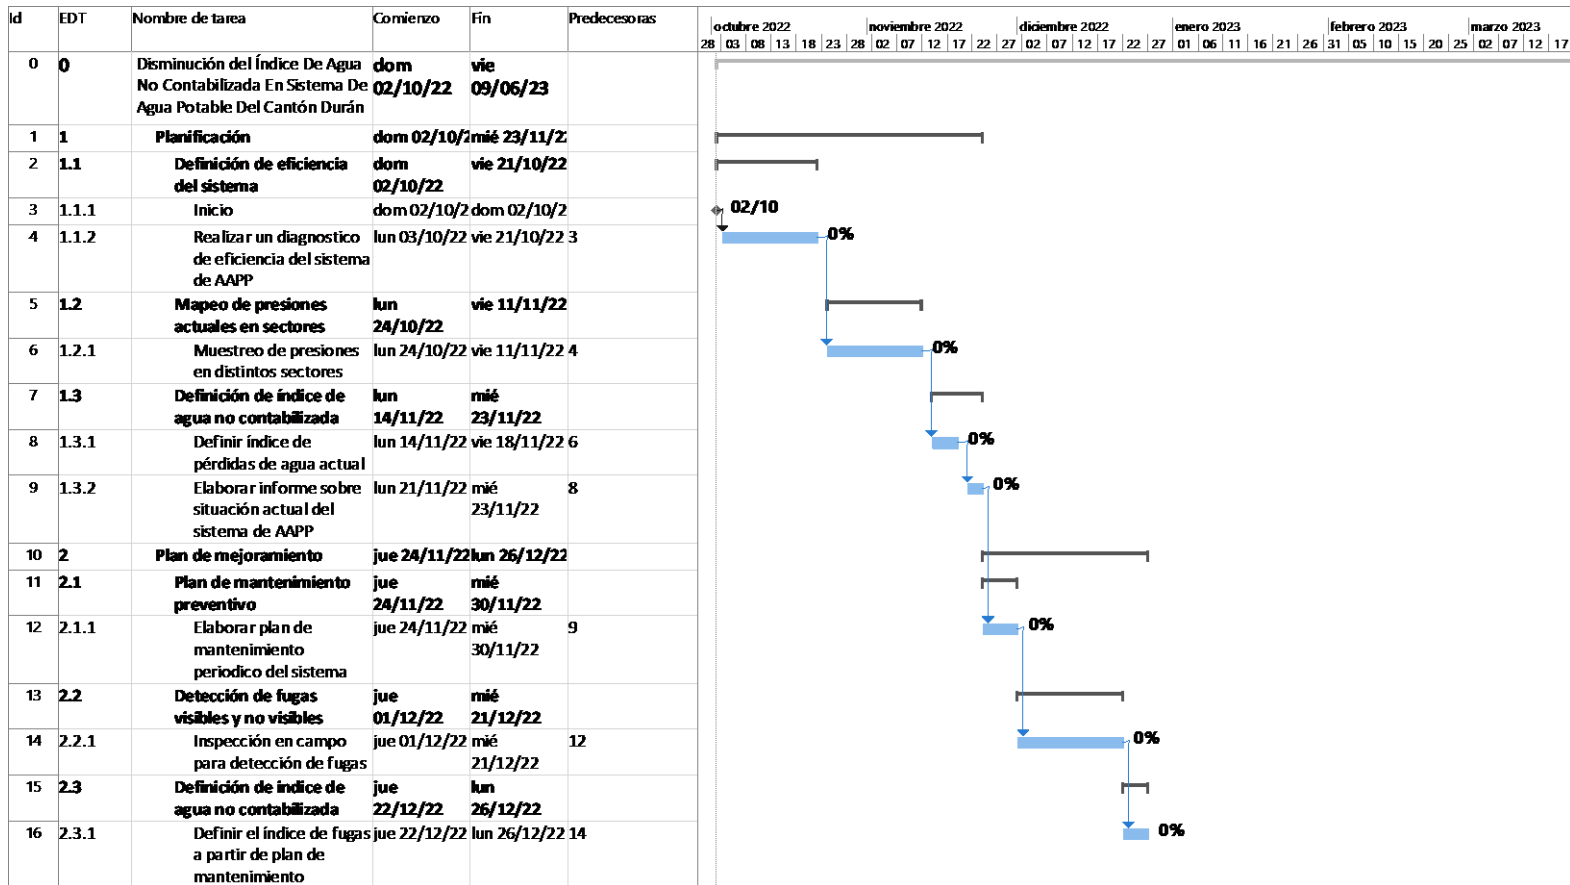 Id EDT Nombre de tarea Comienzo Fin Predecesoras
octubre 2022 noviembre 2022 diciembre 2022 enero 2023 febrero 2023 marzo 2023
28 03 08 13 18 23 28 02 07 12 17 22 27 02 07 12 17 22 27 01 06 11 16 21 26 31 05 10 15 20 25 02 07 12 17
0 0 Disminución del Índice De Agua dom vie
No Contabilizada En Sistema De 02/10/22 09/06/23
Agua Potable Del Cantón Durán
1 1 Planificación dom 02/10/2 mié 23/11/22
2 1.1 Definición de eficiencia dom vie 21/10/22
del sistema 02/10/22
3 1.1.1 Inicio dom 02/10/2 dom 02/10/2 02/10
4 1.1.2 Realizar un diagnostico lun 03/10/22 vie 21/10/22 3 0%
de eficiencia del sistema
de AAPP
5 1.2 Mapeo de presiones lun vie 11/11/22
actuales en sectores 24/10/22
6 1.2.1 Muestreo de presiones lun 24/10/22 vie 11/11/22 4 0%
en distintos sectores
7 1.3 Definición de índice de lun mié
agua no contabilizada 14/11/22 23/11/22
8 1.3.1 Definir índice de lun 14/11/22 vie 18/11/22 6 0%
pérdidas de agua actual
9 1.3.2 Elaborar informe sobre lun 21/11/22 mié 8 0%
situación actual del 23/11/22
sistema de AAPP
10 2 Plan de mejoramiento jue 24/11/22 lun 26/12/22
11 2.1 Plan de mantenimiento jue mié
preventivo 24/11/22 30/11/22
12 2.1.1 Elaborar plan de jue 24/11/22 mié 9 0%
mantenimiento 30/11/22
periodico del sistema
13 2.2 Detección de fugas jue mié
visibles y no visibles 01/12/22 21/12/22
14 2.2.1 Inspección en campo jue 01/12/22 mié 12 0%
para detección de fugas 21/12/22
15 2.3 Definición de indice de jue lun
agua no contabilizada 22/12/22 26/12/22
16 2.3.1 Definir el índice de fugas jue 22/12/22 lun 26/12/22 14 0%
a partir de plan de
mantenimiento